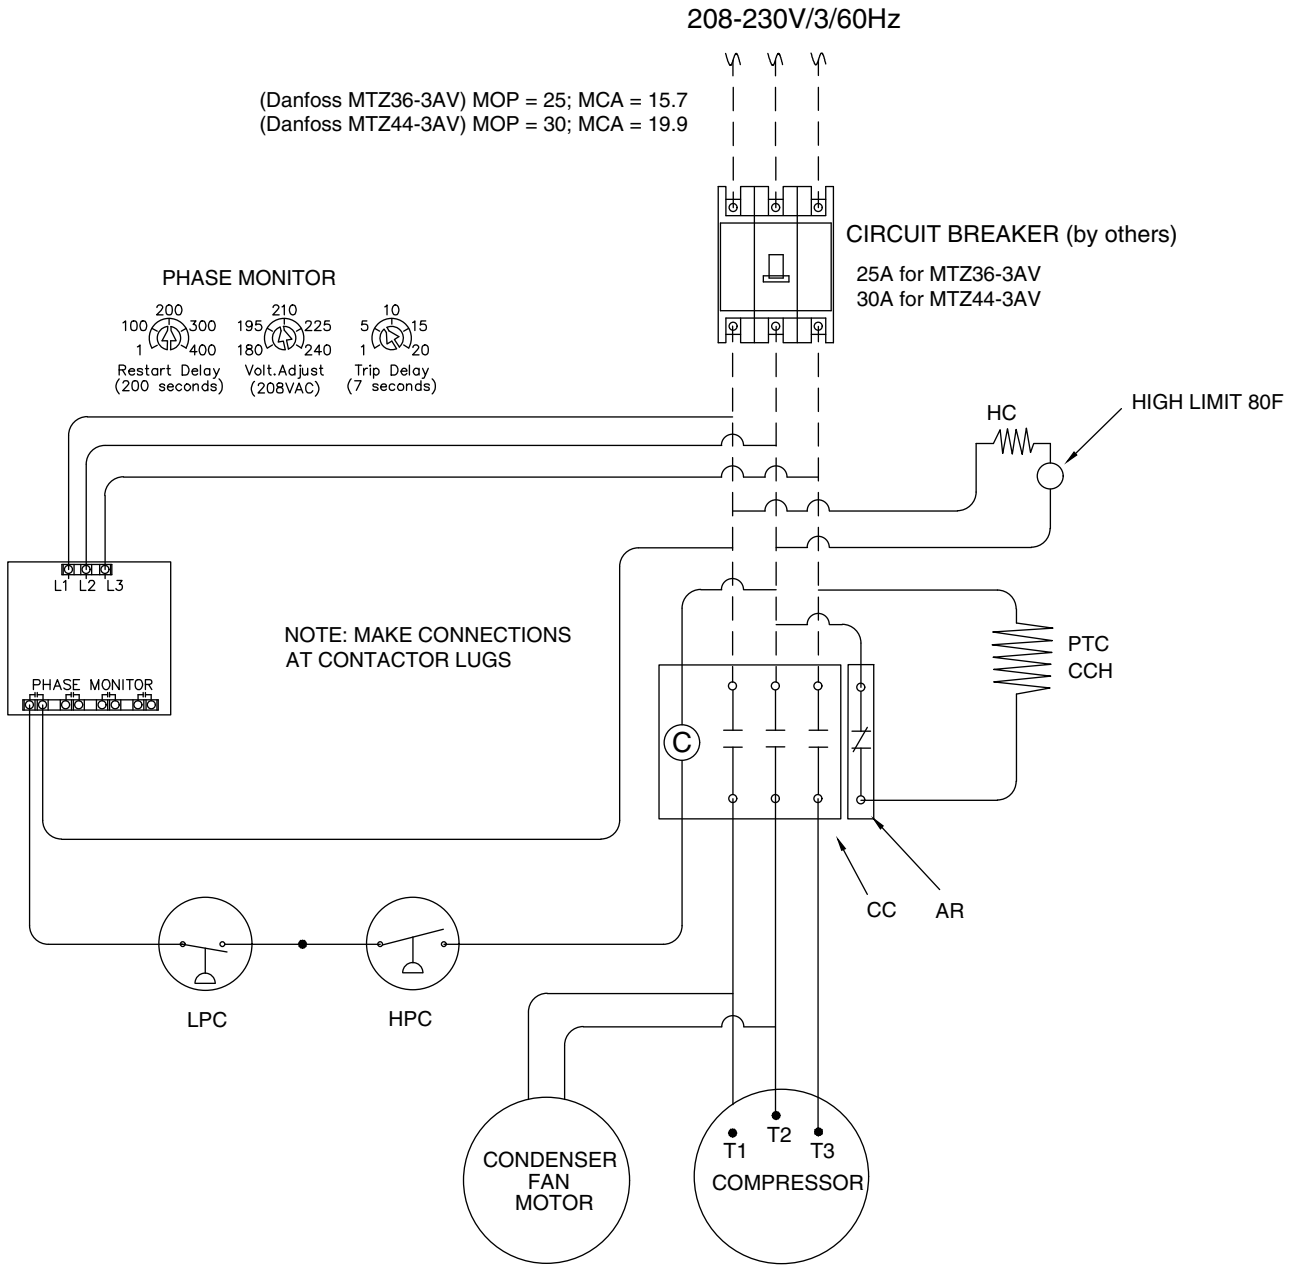 208-230V/3/60Hz
(Danfoss MTZ36-3AV) MOP = 25; MCA = 15.7
(Danfoss MTZ44-3AV) MOP = 30; MCA = 19.9
CIRCUIT BREAKER (by others)
25A for MTZ36-3AV
30A for MTZ44-3AV
PHASE MONITOR
200 210 10
100 300 195 225 5 15
1 400 180 240 1 20
Restart Delay Volt.Adjust Trip Delay
(200 seconds) (208VAC) (7 seconds)
HC
HIGH LIMIT 80F
L1 L2 L3
NOTE: MAKE CONNECTIONS
AT CONTACTOR LUGS
PTC
CCH
PHASE MONITOR
C
CC
AR
LPC
HPC
T1
T2
T3
CONDENSER
FAN
MOTOR
COMPRESSOR